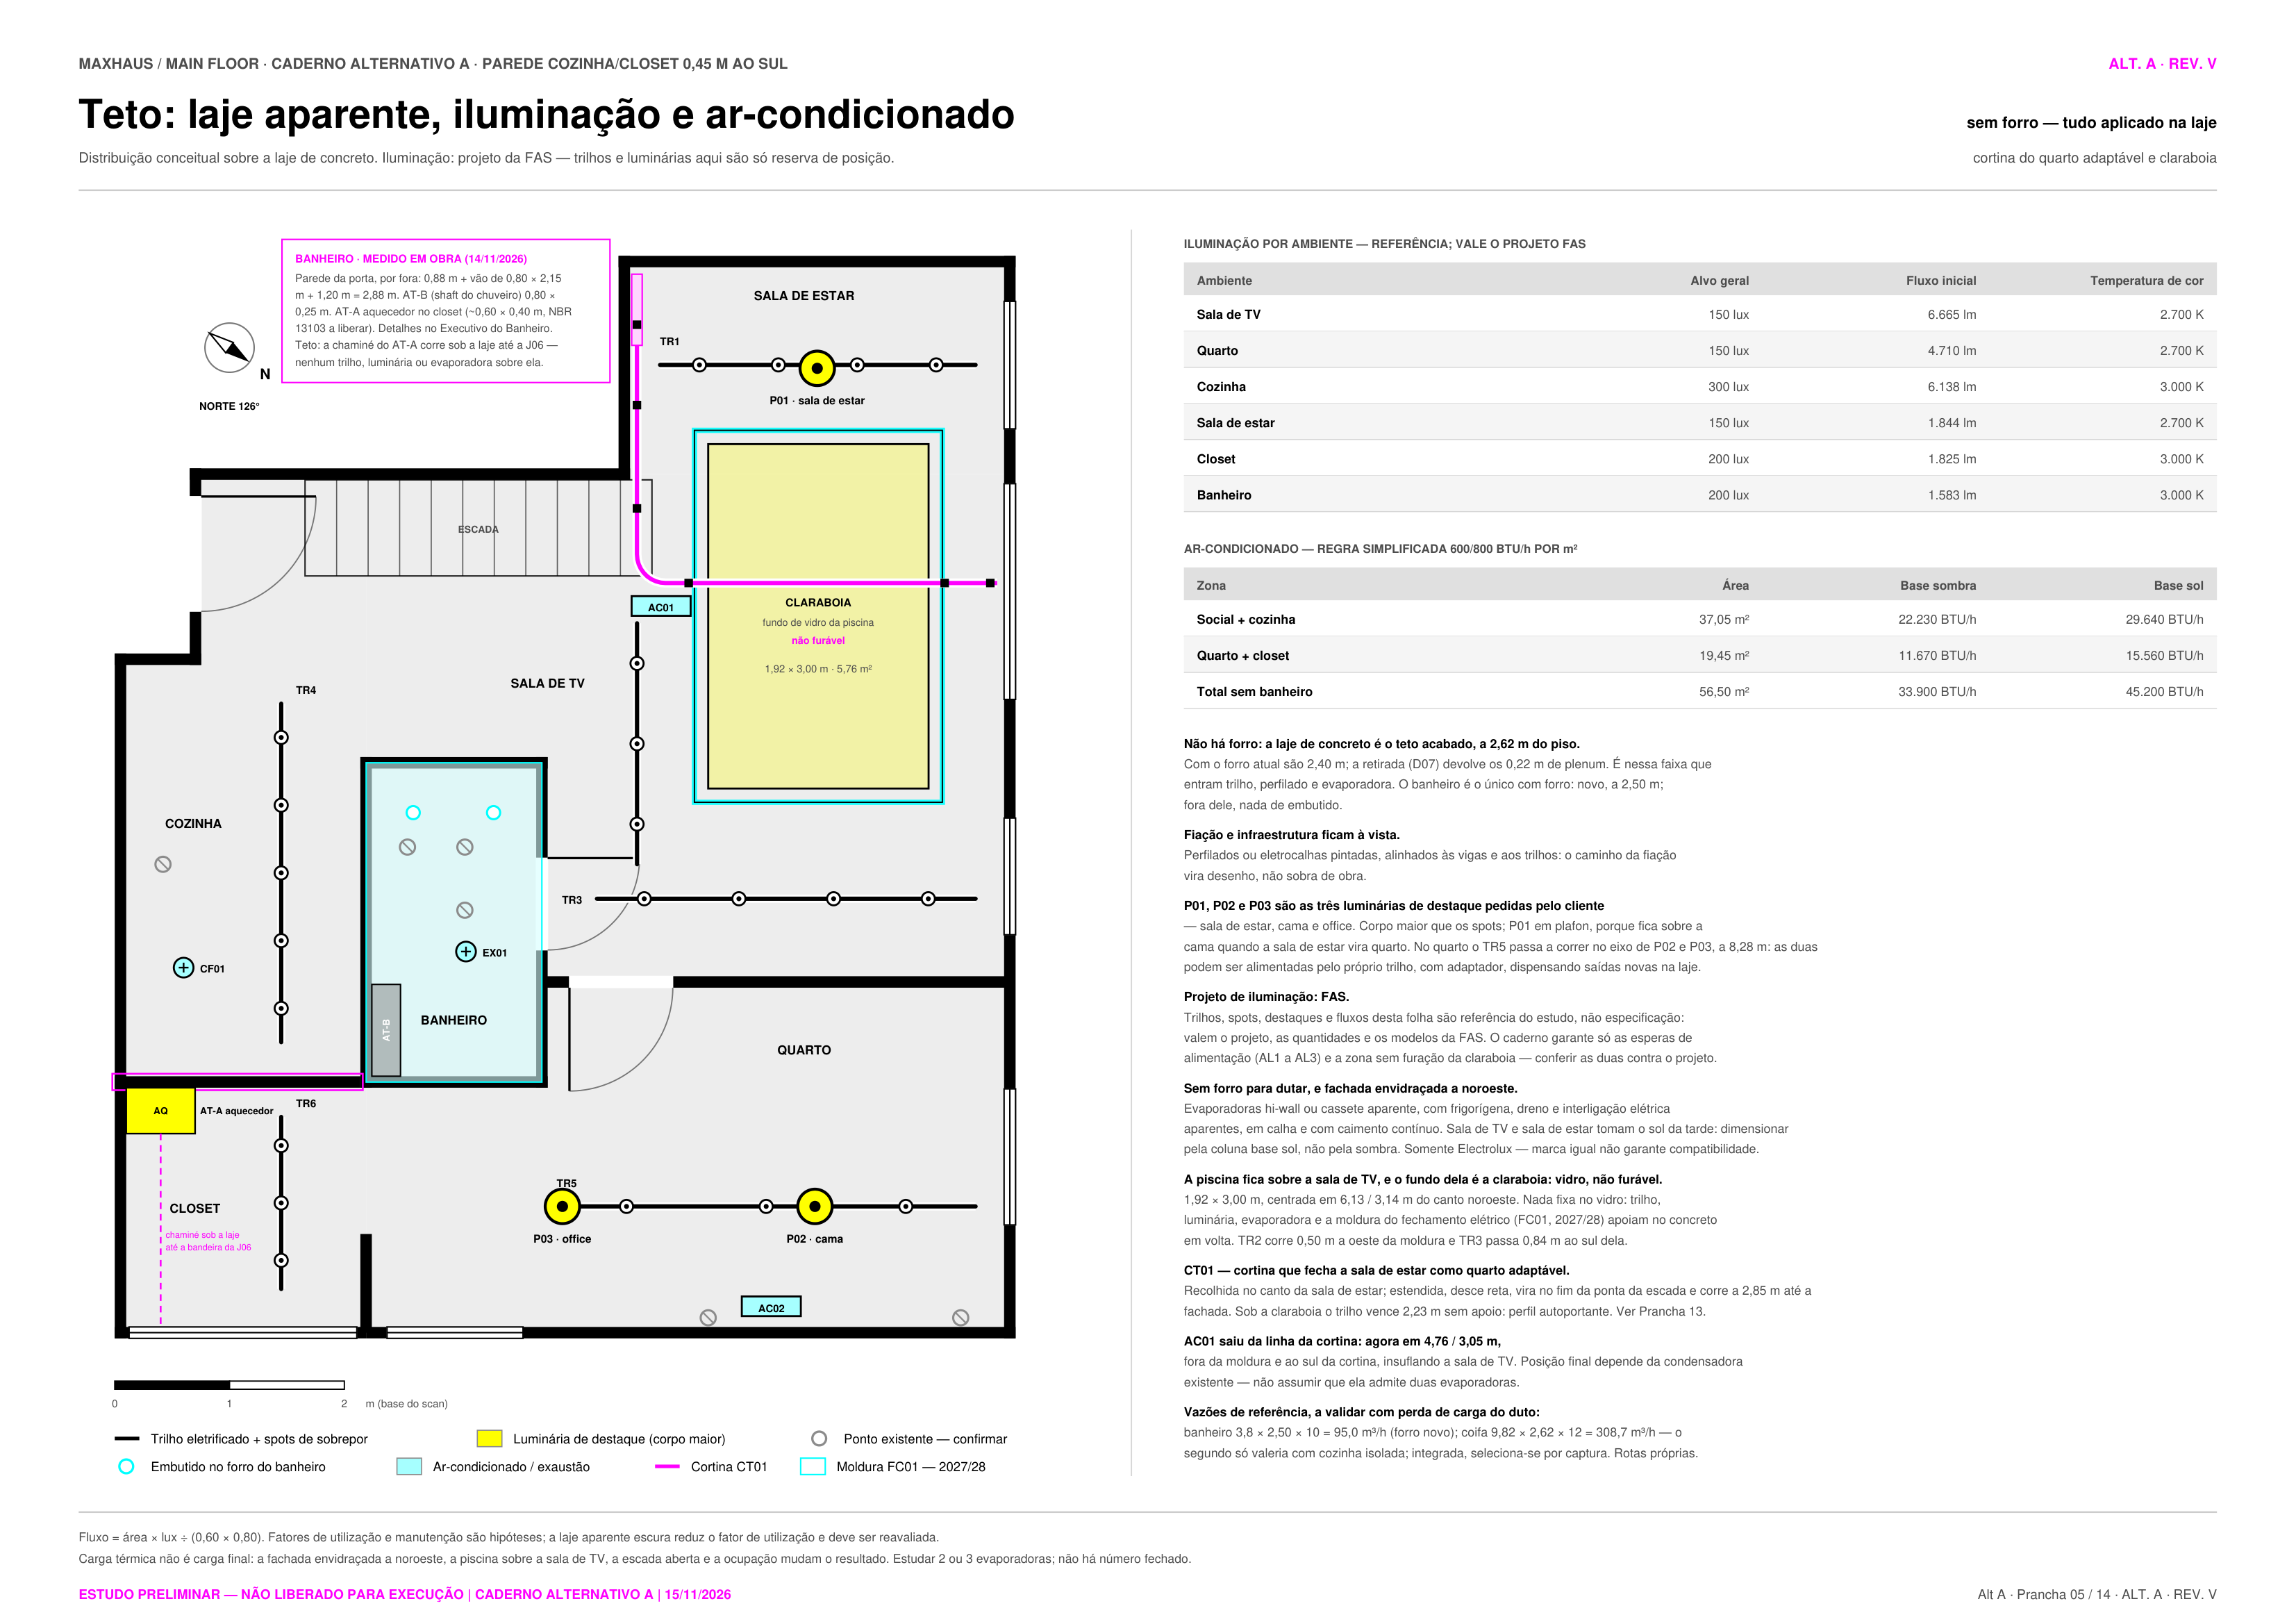 MAXHAUS / MAIN FLOOR · CADERNO ALTERNATIVO A · PAREDE COZINHA/CLOSET 0,45 M AO SUL
ALT. A · REV. V
Teto: laje aparente, iluminação e ar-condicionado
sem forro — tudo aplicado na laje
Distribuição conceitual sobre a laje de concreto. Iluminação: projeto da FAS — trilhos e luminárias aqui são só reserva de posição.
cortina do quarto adaptável e claraboia
BANHEIRO · MEDIDO EM OBRA (14/11/2026)
Parede da porta, por fora: 0,88 m + vão de 0,80 × 2,15
m + 1,20 m = 2,88 m. AT-B (shaft do chuveiro) 0,80 ×
0,25 m. AT-A aquecedor no closet (~0,60 × 0,40 m, NBR
13103 a liberar). Detalhes no Executivo do Banheiro.
Teto: a chaminé do AT-A corre sob a laje até a J06 —
nenhum trilho, luminária ou evaporadora sobre ela.
N
NORTE 126°
SALA DE ESTAR
TR1
P01 · sala de estar
ESCADA
AC01
CLARABOIA
fundo de vidro da piscina
não furável
1,92 × 3,00 m · 5,76 m²
SALA DE TV
TR4
COZINHA
TR3
EX01
CF01
AT-B
BANHEIRO
QUARTO
AQ
AT-A aquecedor
TR6
TR5
CLOSET
chaminé sob a laje
até a bandeira da J06
P03 · office
P02 · cama
AC02
0
1
2
m (base do scan)
Trilho eletrificado + spots de sobrepor
Luminária de destaque (corpo maior)
Ponto existente — confirmar
Embutido no forro do banheiro
Ar-condicionado / exaustão
Cortina CT01
Moldura FC01 — 2027/28
ILUMINAÇÃO POR AMBIENTE — REFERÊNCIA; VALE O PROJETO FAS
Ambiente Alvo geral Fluxo inicial Temperatura de cor
Sala de TV 150 lux 6.665 lm 2.700 K
Quarto 150 lux 4.710 lm 2.700 K
Cozinha 300 lux 6.138 lm 3.000 K
Sala de estar 150 lux 1.844 lm 2.700 K
Closet 200 lux 1.825 lm 3.000 K
Banheiro 200 lux 1.583 lm 3.000 K
AR-CONDICIONADO — REGRA SIMPLIFICADA 600/800 BTU/h POR m²
Zona Área Base sombra Base sol
Social + cozinha 37,05 m² 22.230 BTU/h 29.640 BTU/h
Quarto + closet 19,45 m² 11.670 BTU/h 15.560 BTU/h
Total sem banheiro 56,50 m² 33.900 BTU/h 45.200 BTU/h
Não há forro: a laje de concreto é o teto acabado, a 2,62 m do piso.
Com o forro atual são 2,40 m; a retirada (D07) devolve os 0,22 m de plenum. É nessa faixa que
entram trilho, perfilado e evaporadora. O banheiro é o único com forro: novo, a 2,50 m;
fora dele, nada de embutido.
Fiação e infraestrutura ficam à vista.
Perfilados ou eletrocalhas pintadas, alinhados às vigas e aos trilhos: o caminho da fiação
vira desenho, não sobra de obra.
P01, P02 e P03 são as três luminárias de destaque pedidas pelo cliente
— sala de estar, cama e office. Corpo maior que os spots; P01 em plafon, porque fica sobre a
cama quando a sala de estar vira quarto. No quarto o TR5 passa a correr no eixo de P02 e P03, a 8,28 m: as duas
podem ser alimentadas pelo próprio trilho, com adaptador, dispensando saídas novas na laje.
Projeto de iluminação: FAS.
Trilhos, spots, destaques e fluxos desta folha são referência do estudo, não especificação:
valem o projeto, as quantidades e os modelos da FAS. O caderno garante só as esperas de
alimentação (AL1 a AL3) e a zona sem furação da claraboia — conferir as duas contra o projeto.
Sem forro para dutar, e fachada envidraçada a noroeste.
Evaporadoras hi-wall ou cassete aparente, com frigorígena, dreno e interligação elétrica
aparentes, em calha e com caimento contínuo. Sala de TV e sala de estar tomam o sol da tarde: dimensionar
pela coluna base sol, não pela sombra. Somente Electrolux — marca igual não garante compatibilidade.
A piscina fica sobre a sala de TV, e o fundo dela é a claraboia: vidro, não furável.
1,92 × 3,00 m, centrada em 6,13 / 3,14 m do canto noroeste. Nada fixa no vidro: trilho,
luminária, evaporadora e a moldura do fechamento elétrico (FC01, 2027/28) apoiam no concreto
em volta. TR2 corre 0,50 m a oeste da moldura e TR3 passa 0,84 m ao sul dela.
CT01 — cortina que fecha a sala de estar como quarto adaptável.
Recolhida no canto da sala de estar; estendida, desce reta, vira no fim da ponta da escada e corre a 2,85 m até a
fachada. Sob a claraboia o trilho vence 2,23 m sem apoio: perfil autoportante. Ver Prancha 13.
AC01 saiu da linha da cortina: agora em 4,76 / 3,05 m,
fora da moldura e ao sul da cortina, insuflando a sala de TV. Posição final depende da condensadora
existente — não assumir que ela admite duas evaporadoras.
Vazões de referência, a validar com perda de carga do duto:
banheiro 3,8 × 2,50 × 10 = 95,0 m³/h (forro novo); coifa 9,82 × 2,62 × 12 = 308,7 m³/h — o
segundo só valeria com cozinha isolada; integrada, seleciona-se por captura. Rotas próprias.
Fluxo = área × lux ÷ (0,60 × 0,80). Fatores de utilização e manutenção são hipóteses; a laje aparente escura reduz o fator de utilização e deve ser reavaliada.
Carga térmica não é carga final: a fachada envidraçada a noroeste, a piscina sobre a sala de TV, a escada aberta e a ocupação mudam o resultado. Estudar 2 ou 3 evaporadoras; não há número fechado.
ESTUDO PRELIMINAR — NÃO LIBERADO PARA EXECUÇÃO | CADERNO ALTERNATIVO A | 15/11/2026
Alt A · Prancha 05 / 14 · ALT. A · REV. V